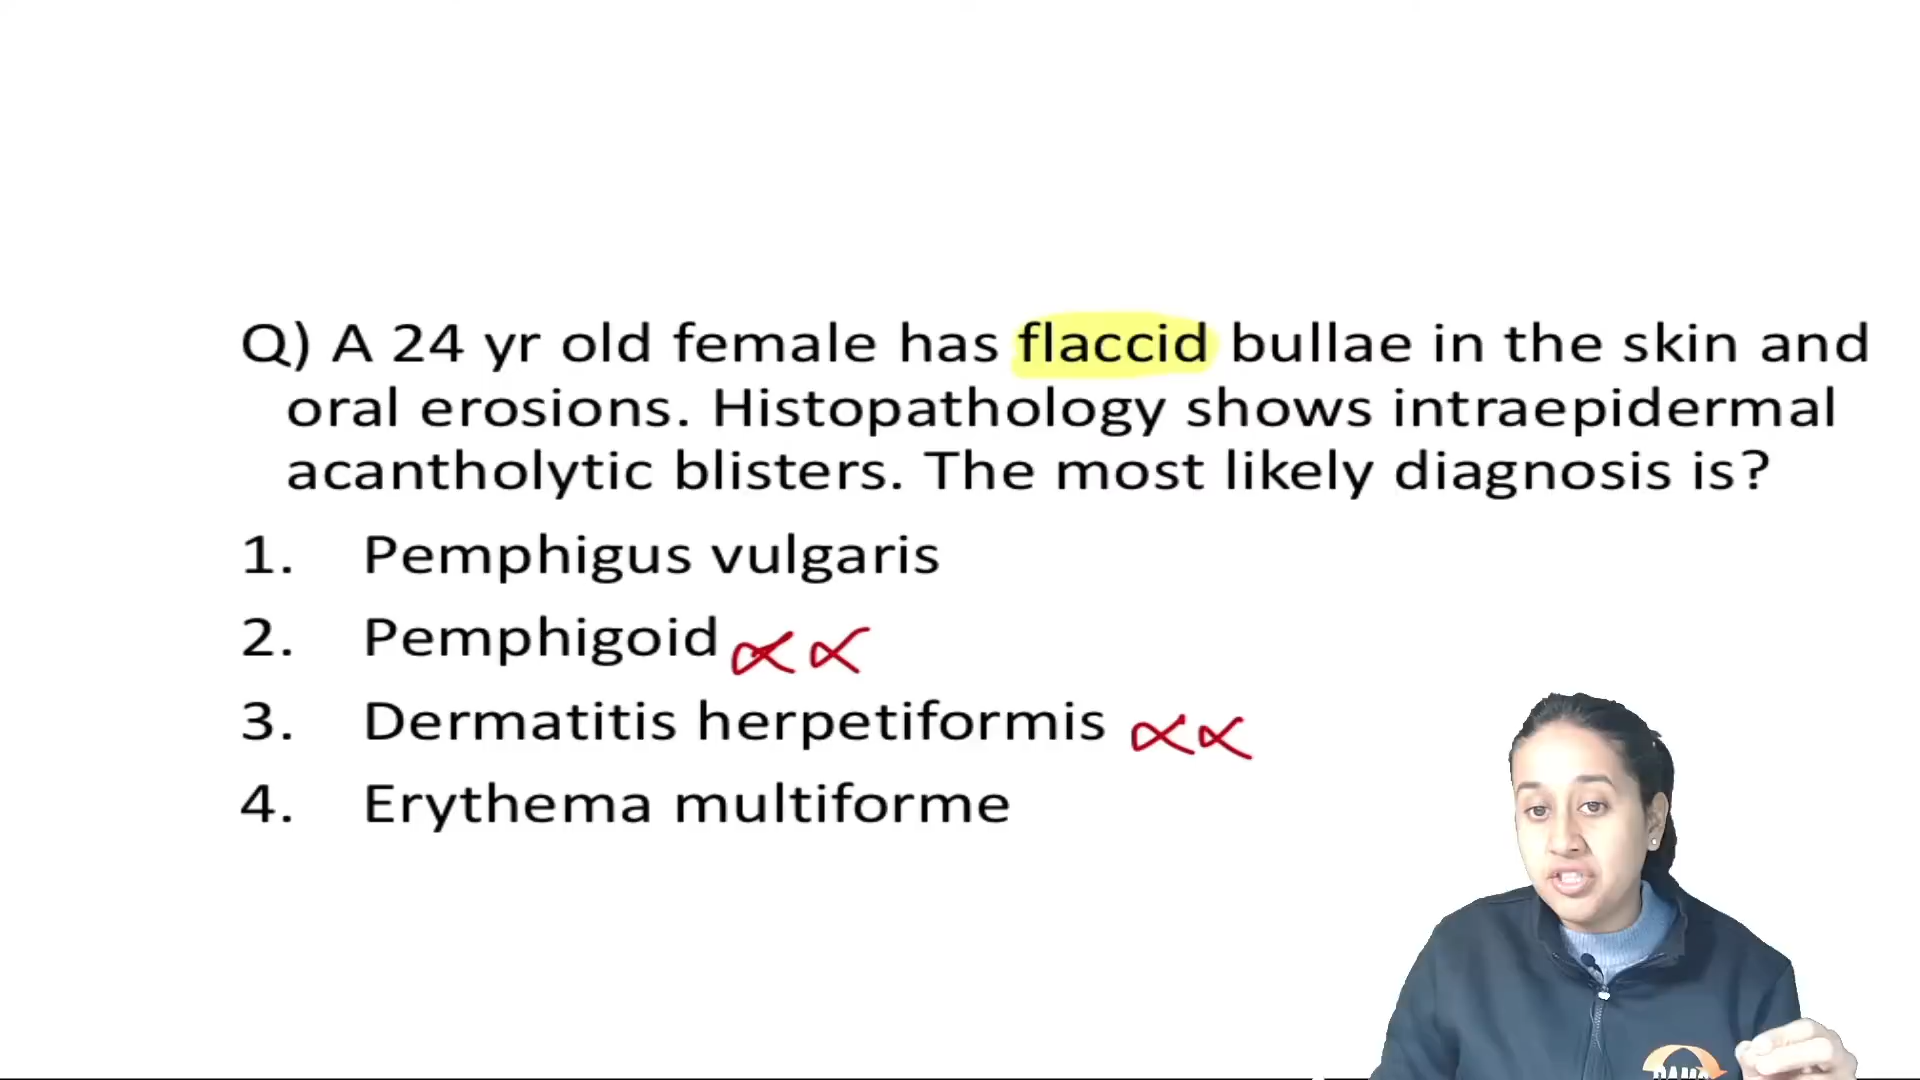 Q) A 24 yr old female has flaccid bullae in the skin and
oral erosions. Histopathology shows intraepidermal
acantholytic blisters. The most likely diagnosis is?
1. Pemphigus vulgaris
2. Pemphigoid
3. Dermatitis herpetiformis
4. Erythema multiforme